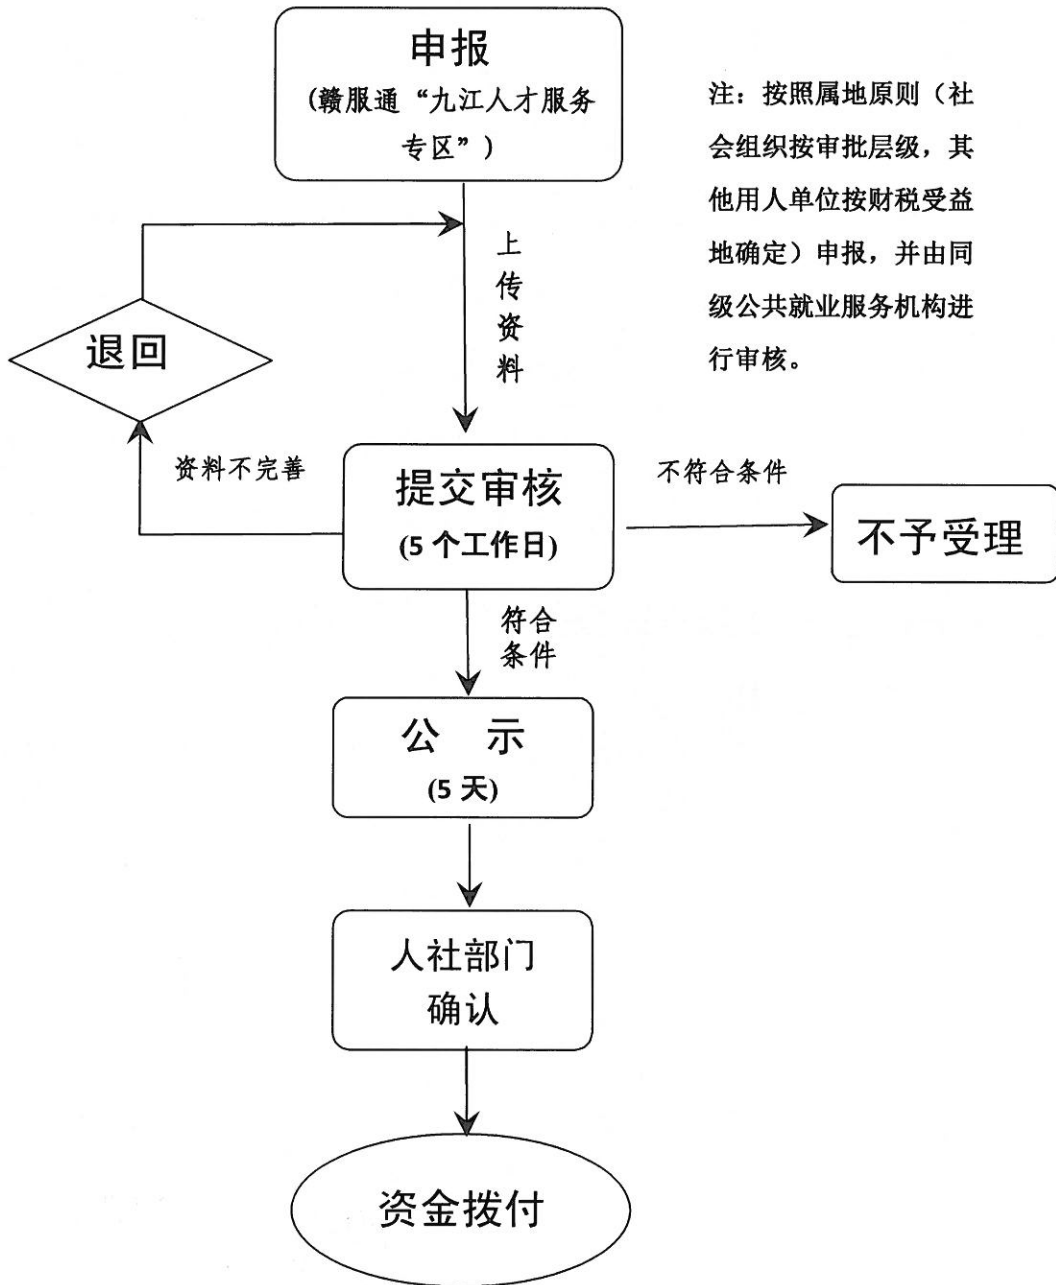 申报
(赣服通“九江人才服务
专区”)
注：按照属地原则（社
会组织按审批层级，其
他用人单位按财税受益
地确定）申报，并由同
级公共就业服务机构进
行审核。
上
传
资
料
退回
资料不完善
提交审核
(5 个工作日)
不符合条件
不予受理
符合
条件
公 示
(5 天)
人社部门
确认
资金拨付